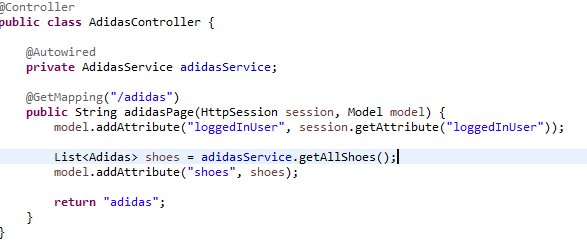 @Controller
public class AdidasController {
@Autowired
private AdidasService adidasService;
@GetMapping("/adidas")
public String adidasPage(HttpSession session, Model model) {
model.addAttribute("loggedInUser", session.getAttribute("loggedInUser"));
List<Adidas> shoes = adidasService.getAllShoes();
model.addAttribute("shoes", shoes);
return "adidas";
}
}